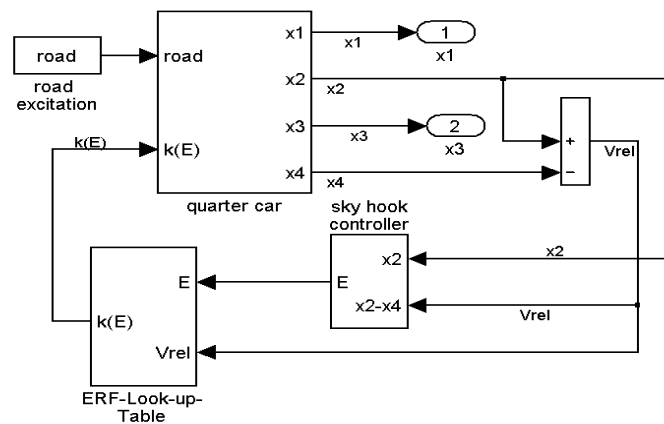 road
road
excitation
road
k(E)
k(E)
x1
x2
x3
x4
quarter car
x1
1
x1
x2
x3
2
x3
x4
+
−
Vrel
sky hook
controller
x2
E
x2-x4
x2
Vrel
E
k(E)
Vrel
ERF-Look-up-
Table